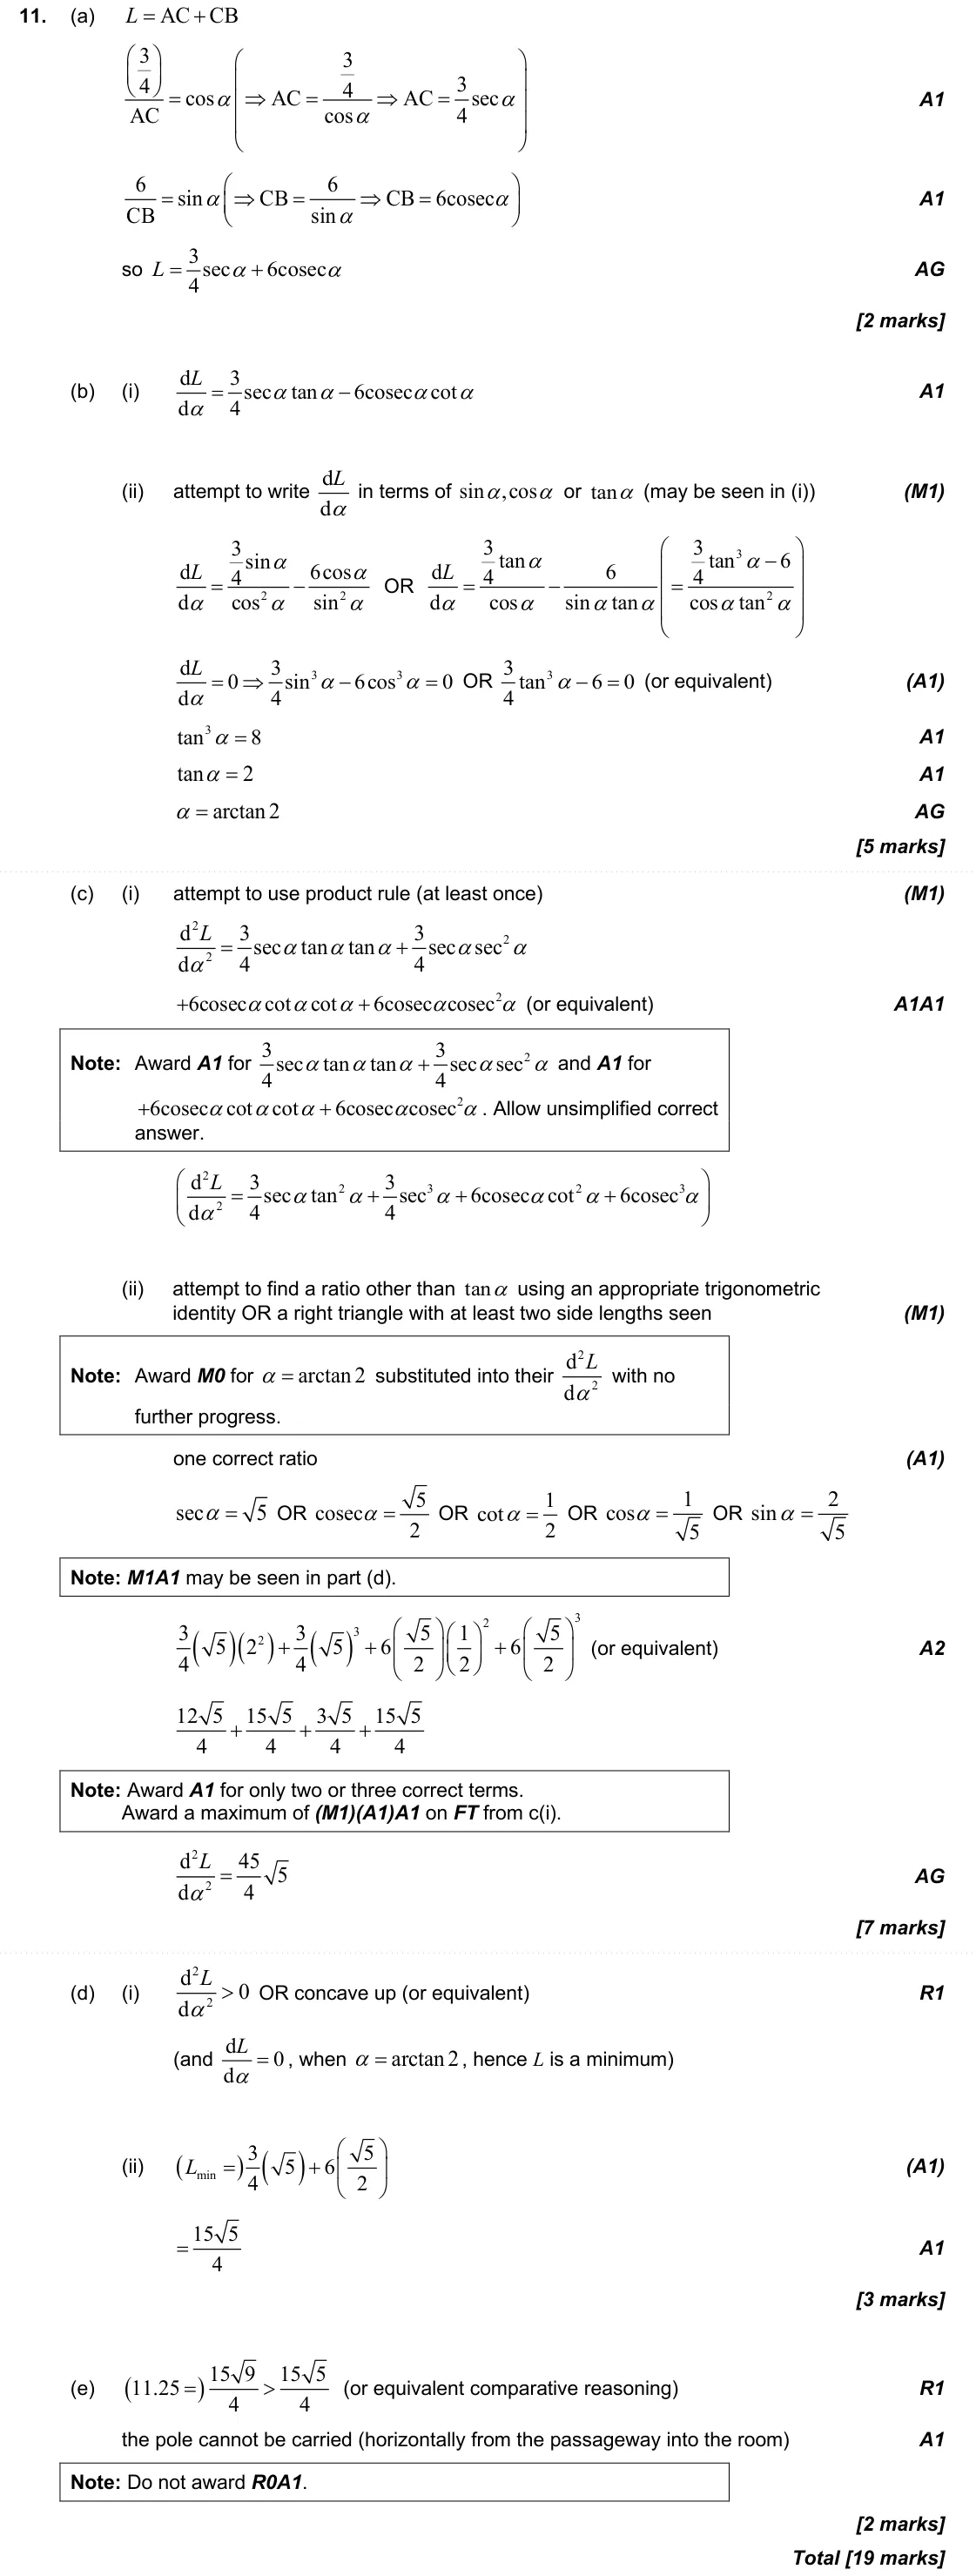 11. (a) L = AC + CB
(3/4)/AC = cos α (⇒ AC = (3/4)/cos α ⇒ AC = 3/4 sec α) A1
6/CB = sin α (⇒ CB = 6/sin α ⇒ CB = 6cosec α) A1
so L = 3/4 sec α + 6cosec α AG
[2 marks]
(b) (i) dL/dα = 3/4 sec α tan α − 6cosec α cot α A1
(ii) attempt to write dL/dα in terms of sin α, cos α or tan α (may be seen in (i)) (M1)
dL/dα = (3/4 sin α)/cos² α − 6cos α/sin² α OR dL/dα = (3/4 tan α)/cos α − 6/(sin α tan α) (= (3/4 tan³ α − 6)/(cos α tan² α))
dL/dα = 0 ⇒ 3/4 sin³ α − 6cos³ α = 0 OR 3/4 tan³ α − 6 = 0 (or equivalent) (A1)
tan³ α = 8 A1
tan α = 2 A1
α = arctan 2 AG
[5 marks]
(c) (i) attempt to use product rule (at least once) (M1)
d²L/dα² = 3/4 sec α tan α tan α + 3/4 sec α sec² α
+6cosec α cot α cot α + 6cosec α cosec² α (or equivalent) A1A1
Note: Award A1 for 3/4 sec α tan α tan α + 3/4 sec α sec² α and A1 for
+6cosec α cot α cot α + 6cosec α cosec² α . Allow unsimplified correct
answer.
(d²L/dα² = 3/4 sec α tan² α + 3/4 sec³ α + 6cosec α cot² α + 6cosec³ α)
(ii) attempt to find a ratio other than tan α using an appropriate trigonometric
identity OR a right triangle with at least two side lengths seen (M1)
Note: Award M0 for α = arctan 2 substituted into their d²L/dα² with no
further progress.
one correct ratio (A1)
sec α = √5 OR cosec α = √5/2 OR cot α = 1/2 OR cos α = 1/√5 OR sin α = 2/√5
Note: M1A1 may be seen in part (d).
3/4(√5)(2²) + 3/4(√5)³ + 6(√5/2)(1/2)² + 6(√5/2)³ (or equivalent) A2
12√5/4 + 15√5/4 + 3√5/4 + 15√5/4
Note: Award A1 for only two or three correct terms.
Award a maximum of (M1)(A1)A1 on FT from c(i).
d²L/dα² = 45/4 √5 AG
[7 marks]
(d) (i) d²L/dα² > 0 OR concave up (or equivalent) R1
(and dL/dα = 0, when α = arctan 2, hence L is a minimum)
(ii) (Lmin =) 3/4(√5) + 6(√5/2) (A1)
= 15√5/4 A1
[3 marks]
(e) (11.25 =) 15√9/4 > 15√5/4 (or equivalent comparative reasoning) R1
the pole cannot be carried (horizontally from the passageway into the room) A1
Note: Do not award R0A1.
[2 marks]
Total [19 marks]